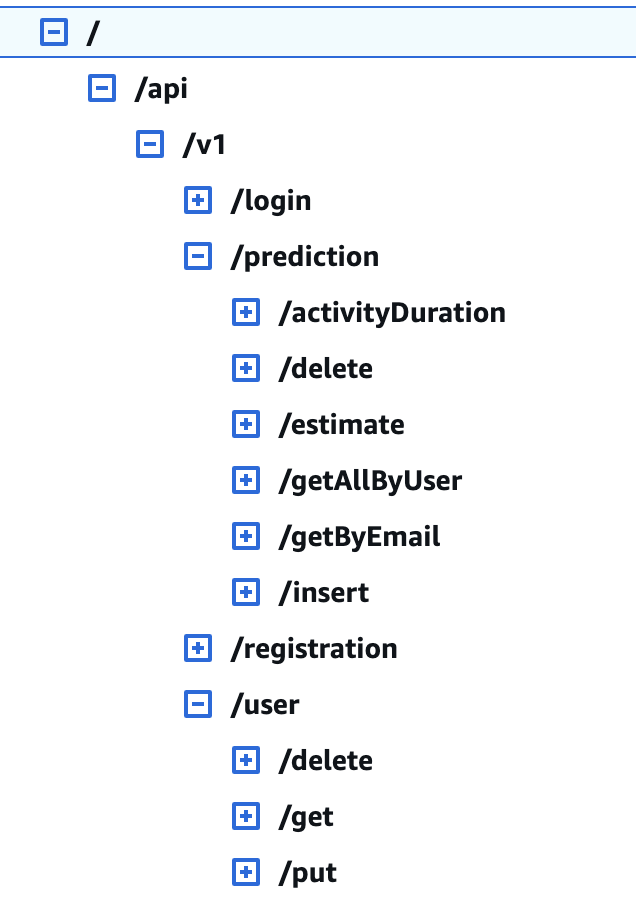 /
/api
/v1
/login
/prediction
/activityDuration
/delete
/estimate
/getAllByUser
/getByEmail
/insert
/registration
/user
/delete
/get
/put